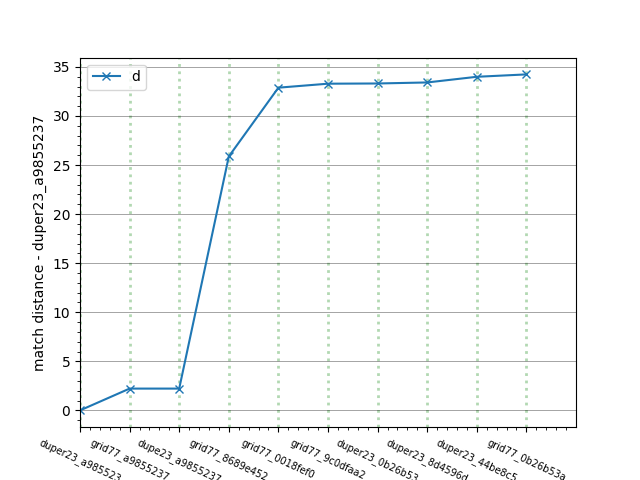 d
35
30
25
20
15
10
5
0
match distance - duper23_a9855237
duper23_a985523
grid77_a9855237
dupe23_a9855237
grid77_8689e452
grid77_0018fef0
grid77_9c0dfaa2
duper23_0b26b53
duper23_8d4596d
duper23_44be8c5
grid77_0b26b53a